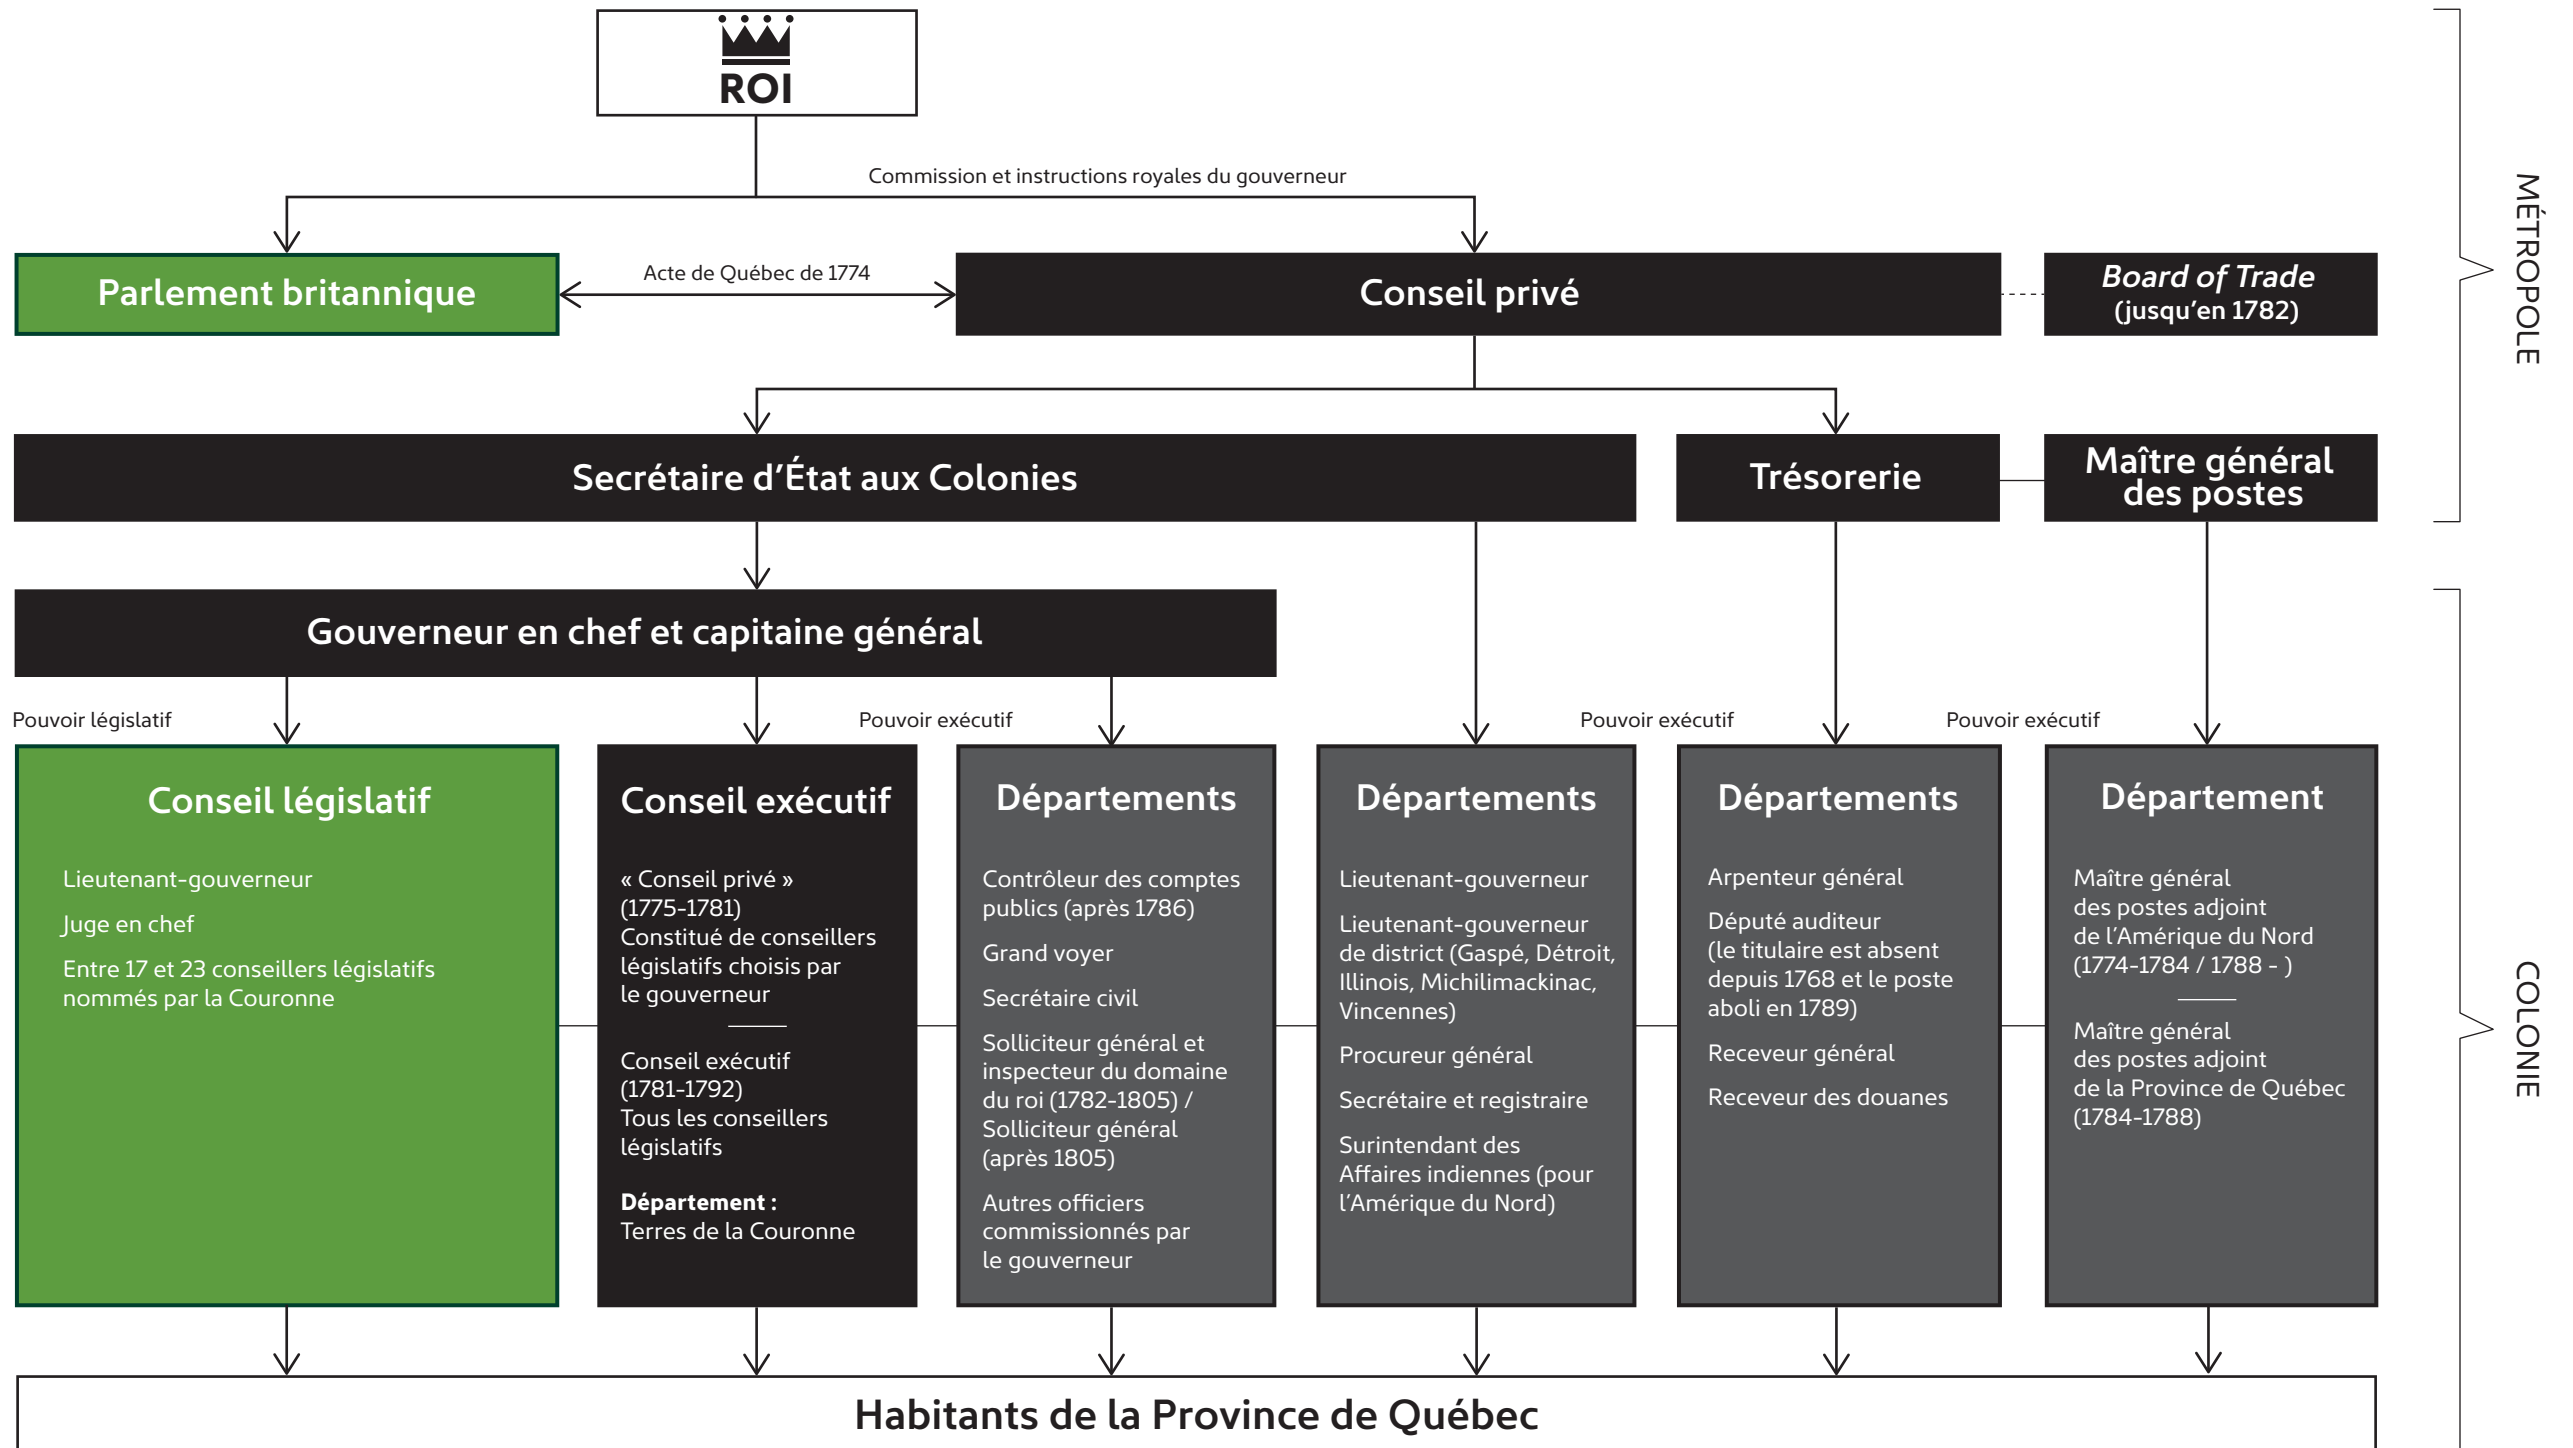 ROI
Commission et instructions royales du gouverneur
Parlement britannique
Acte de Québec de 1774
Conseil privé
Board of Trade
(jusqu’en 1782)
MÉTROPOLE
Secrétaire d’État aux Colonies
Trésorerie
Maître général
des postes
Gouverneur en chef et capitaine général
Pouvoir législatif
Pouvoir exécutif
Pouvoir exécutif
Pouvoir exécutif
Conseil législatif
Lieutenant-gouverneur
Juge en chef
Entre 17 et 23 conseillers législatifs
nommés par la Couronne
Conseil exécutif
« Conseil privé »
(1775-1781)
Constitué de conseillers
législatifs choisis par
le gouverneur
Conseil exécutif
(1781-1792)
Tous les conseillers
législatifs
Département :
Terres de la Couronne
Départements
Contrôleur des comptes
publics (après 1786)
Grand voyer
Secrétaire civil
Solliciteur général et
inspecteur du domaine
du roi (1782-1805) /
Solliciteur général
(après 1805)
Autres officiers
commissionnés par
le gouverneur
Départements
Lieutenant-gouverneur
Lieutenant-gouverneur
de district (Gaspé, Détroit,
Illinois, Michilimackinac,
Vincennes)
Procureur général
Secrétaire et registraire
Surintendant des
Affaires indiennes (pour
l’Amérique du Nord)
Départements
Arpenteur général
Député auditeur
(le titulaire est absent
depuis 1768 et le poste
aboli en 1789)
Receveur général
Receveur des douanes
Département
Maître général
des postes adjoint
de l’Amérique du Nord
(1774-1784 / 1788 - )
Maître général
des postes adjoint
de la Province de Québec
(1784-1788)
COLONIE
Habitants de la Province de Québec